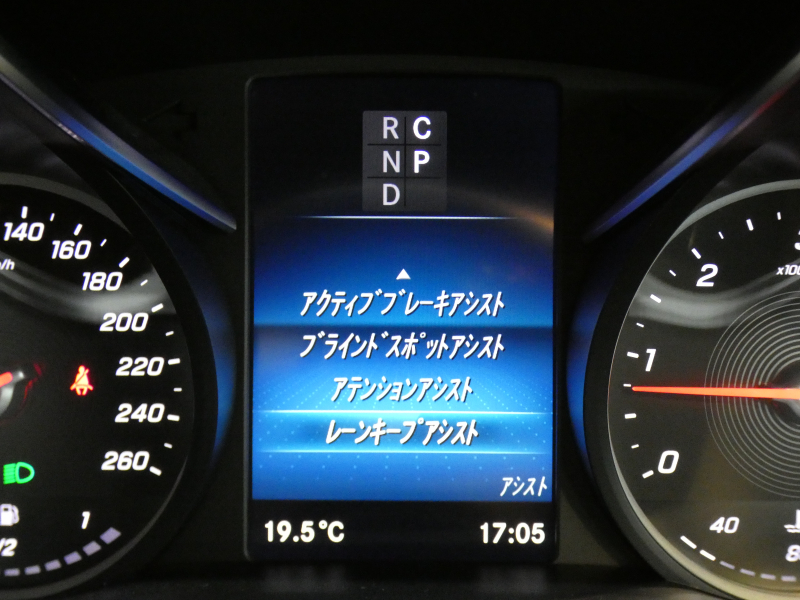 R C
N P
D
アクティブブレーキアシスト
ブラインドスポットアシスト
アテンションアシスト
レーンキープアシスト
アシスト
19.5°C
17:05
140
160
180
200
220
240
260
1
1/2
2
1
0
40